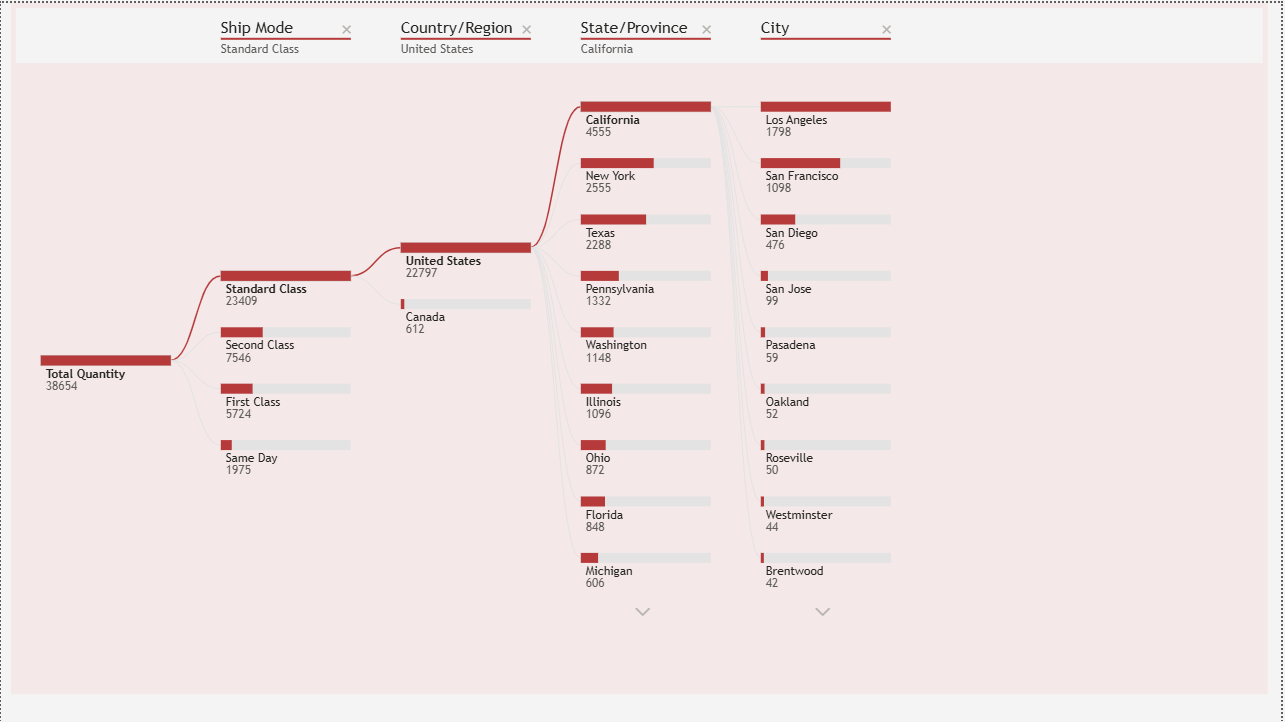 Ship Mode
Standard Class
Country/Region
United States
State/Province
California
City
Total Quantity
38654
Standard Class
23409
Second Class
7546
First Class
5724
Same Day
1975
United States
22797
Canada
612
California
4555
New York
2555
Texas
2288
Pennsylvania
1332
Washington
1148
Illinois
1096
Ohio
872
Florida
848
Michigan
606
Los Angeles
1798
San Francisco
1098
San Diego
476
San Jose
99
Pasadena
59
Oakland
52
Roseville
50
Westminster
44
Brentwood
42